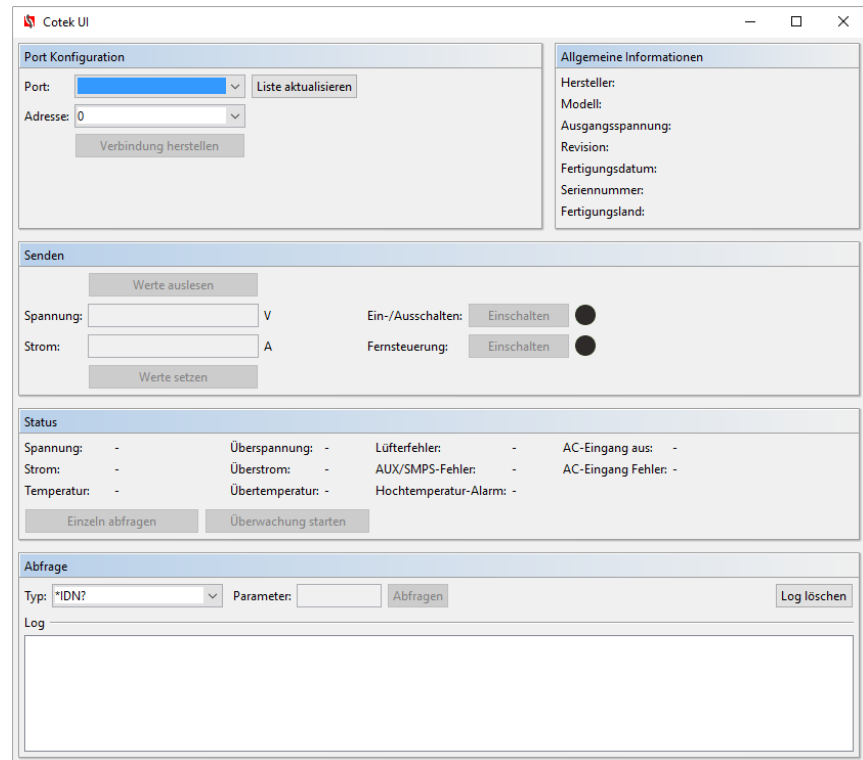 Cotek UI
Port Konfiguration
Port:
Liste aktualisieren
Adresse: 0
Verbindung herstellen
Allgemeine Informationen
Hersteller:
Modell:
Ausgangsspannung:
Revision:
Fertigungsdatum:
Seriennummer:
Fertigungsland:
Senden
Werte auslesen
Spannung: V Ein-/Ausschalten: Einschalten
Strom: A Fernsteuerung: Einschalten
Werte setzen
Status
Spannung: - Überspannung: - Lüfterfehler: - AC-Eingang aus: -
Strom: - Überstrom: - AUX/SMPS-Fehler: - AC-Eingang Fehler: -
Temperatur: - Übertemperatur: - Hochtemperatur-Alarm: -
Einzeln abfragen Überwachung starten
Abfrage
Typ: *IDN? Parameter: Abfragen Log löschen
Log